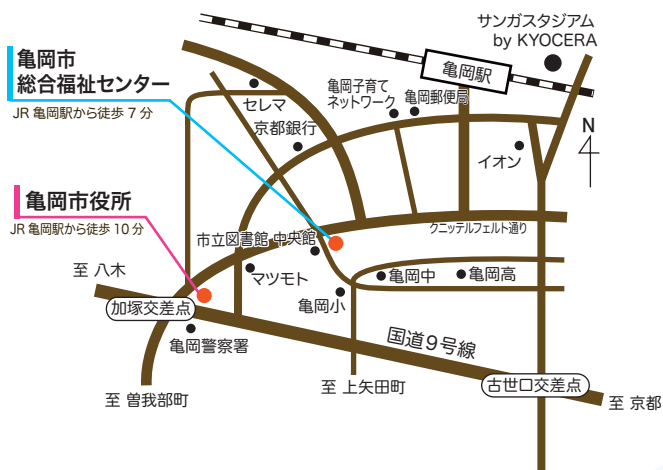 サンガスタジアム
by KYOCERA
亀岡駅
亀岡市
総合福祉センター
JR 亀岡駅から徒歩 7 分
セレマ
亀岡子育て
ネットワーク
亀岡郵便局
京都銀行
イオン
N
亀岡市役所
JR 亀岡駅から徒歩 10 分
クニッテルフェルト通り
市立図書館 中央館
至 八木
マツモト
亀岡中
亀岡高
加塚交差点
亀岡小
国道9号線
亀岡警察署
至 曽我部町
至 上矢田町
古世口交差点
至 京都